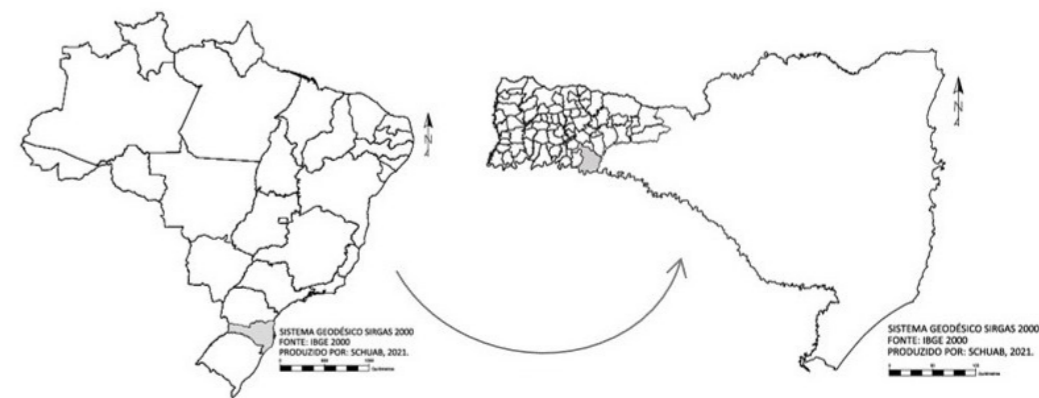 N
SISTEMA GEODÉSICO SIRGAS 2000
FONTE: IBGE 2000
PRODUZIDO POR: SCHUAB, 2021.
N
SISTEMA GEODÉSICO SIRGAS 2000
FONTE: IBGE 2000
PRODUZIDO POR: SCHUAB, 2021.